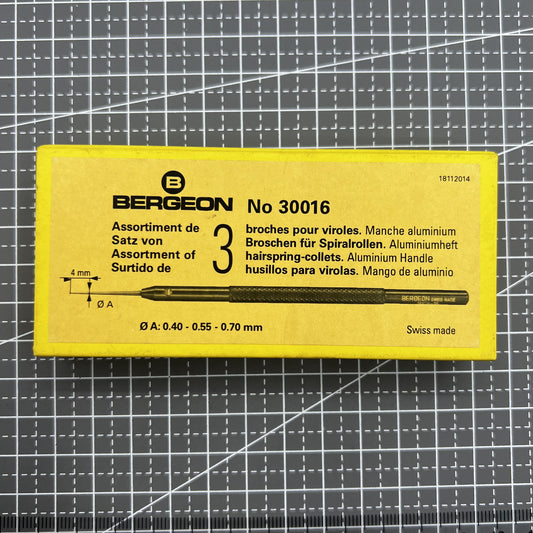 18112014
B
BERGEON No 30016
Assortiment de
Satz von
Assortment of
Surtido de
3
broches pour viroles. Manche aluminium
Broschen für Spiralrollen. Aluminiumheft
hairspring-collets. Aluminium Handle
husillos para virolas. Mango de aluminio
4 mm
Ø A
BERGEON SWISS MADE
Ø A: 0.40 - 0.55 - 0.70 mm
Swiss made